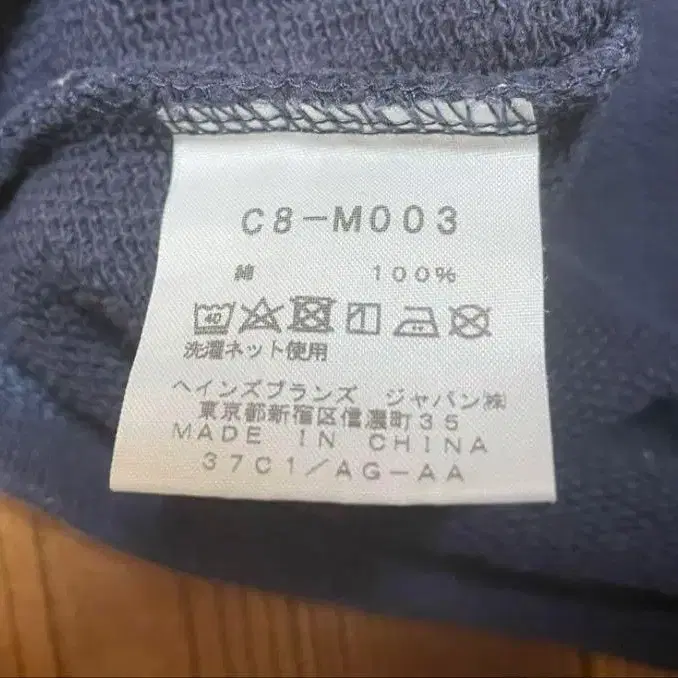 C8-M003
綿 100%
40
洗濯ネット使用
ヘインズブランズ ジャパン㈱
東京都新宿区信濃町35
MADE IN CHINA
37C1/AG-AA